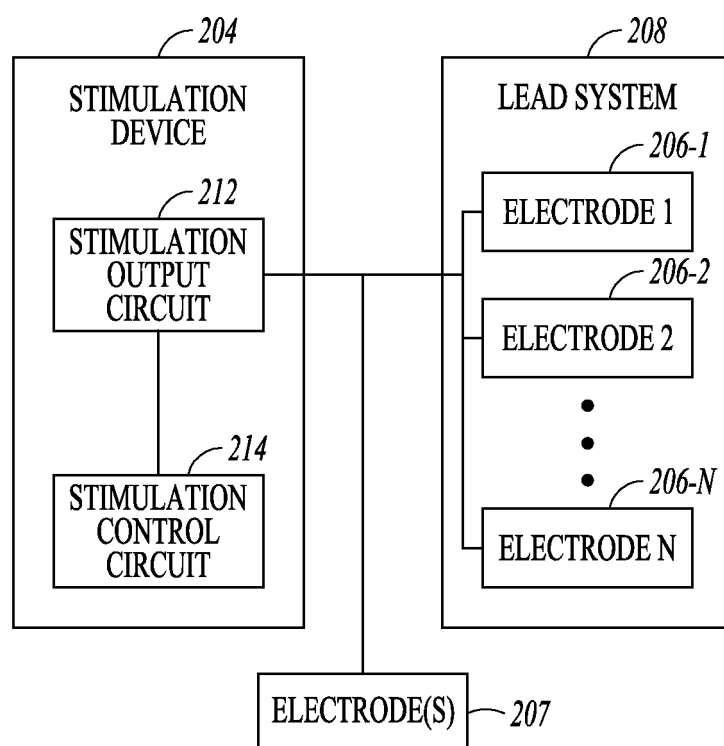 204
STIMULATION
DEVICE
212
STIMULATION
OUTPUT
CIRCUIT
214
STIMULATION
CONTROL
CIRCUIT
208
LEAD SYSTEM
206-1
ELECTRODE 1
206-2
ELECTRODE 2
206-N
ELECTRODE N
ELECTRODE(S)
207